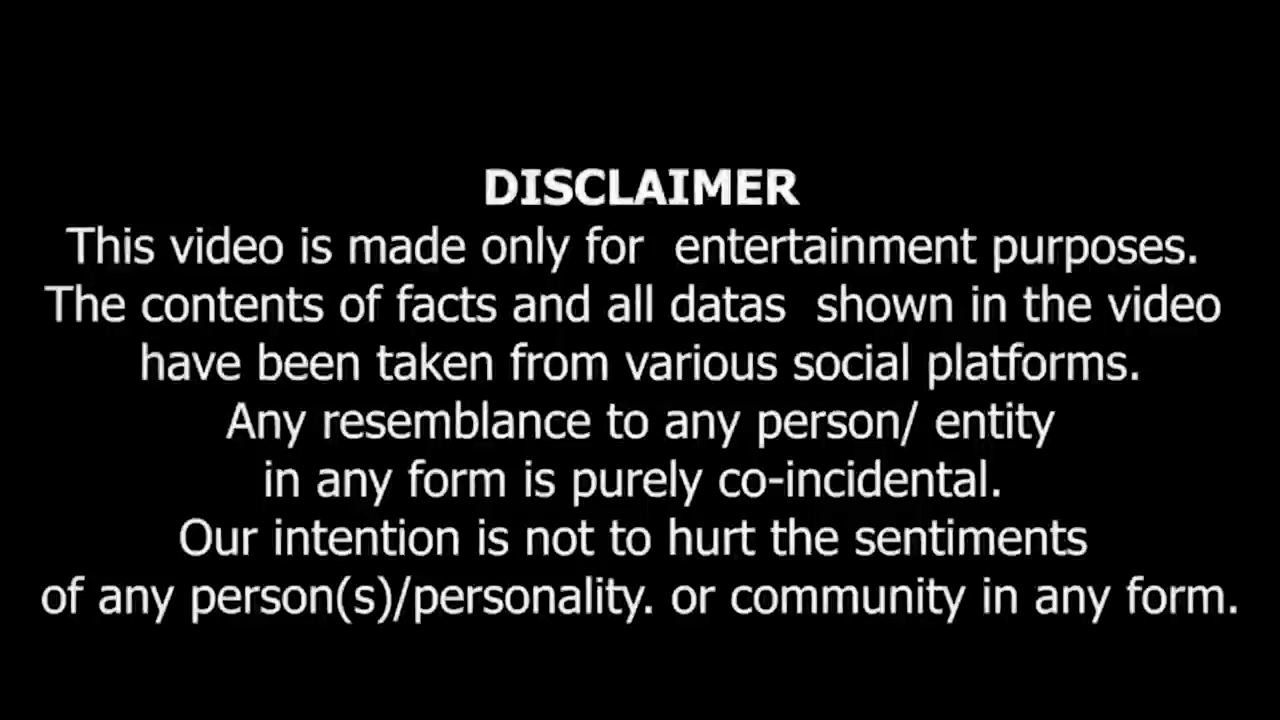 DISCLAIMER
This video is made only for  entertainment purposes.
The contents of facts and all datas  shown in the video
have been taken from various social platforms.
Any resemblance to any person/ entity
in any form is purely co-incidental.
Our intention is not to hurt the sentiments
of any person(s)/personality. or community in any form.